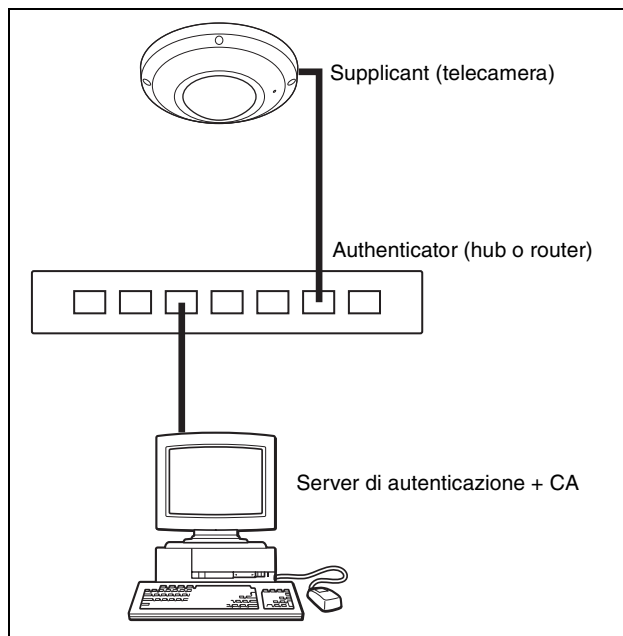 Supplicant (telecamera)
Authenticator (hub o router)
Server di autenticazione + CA